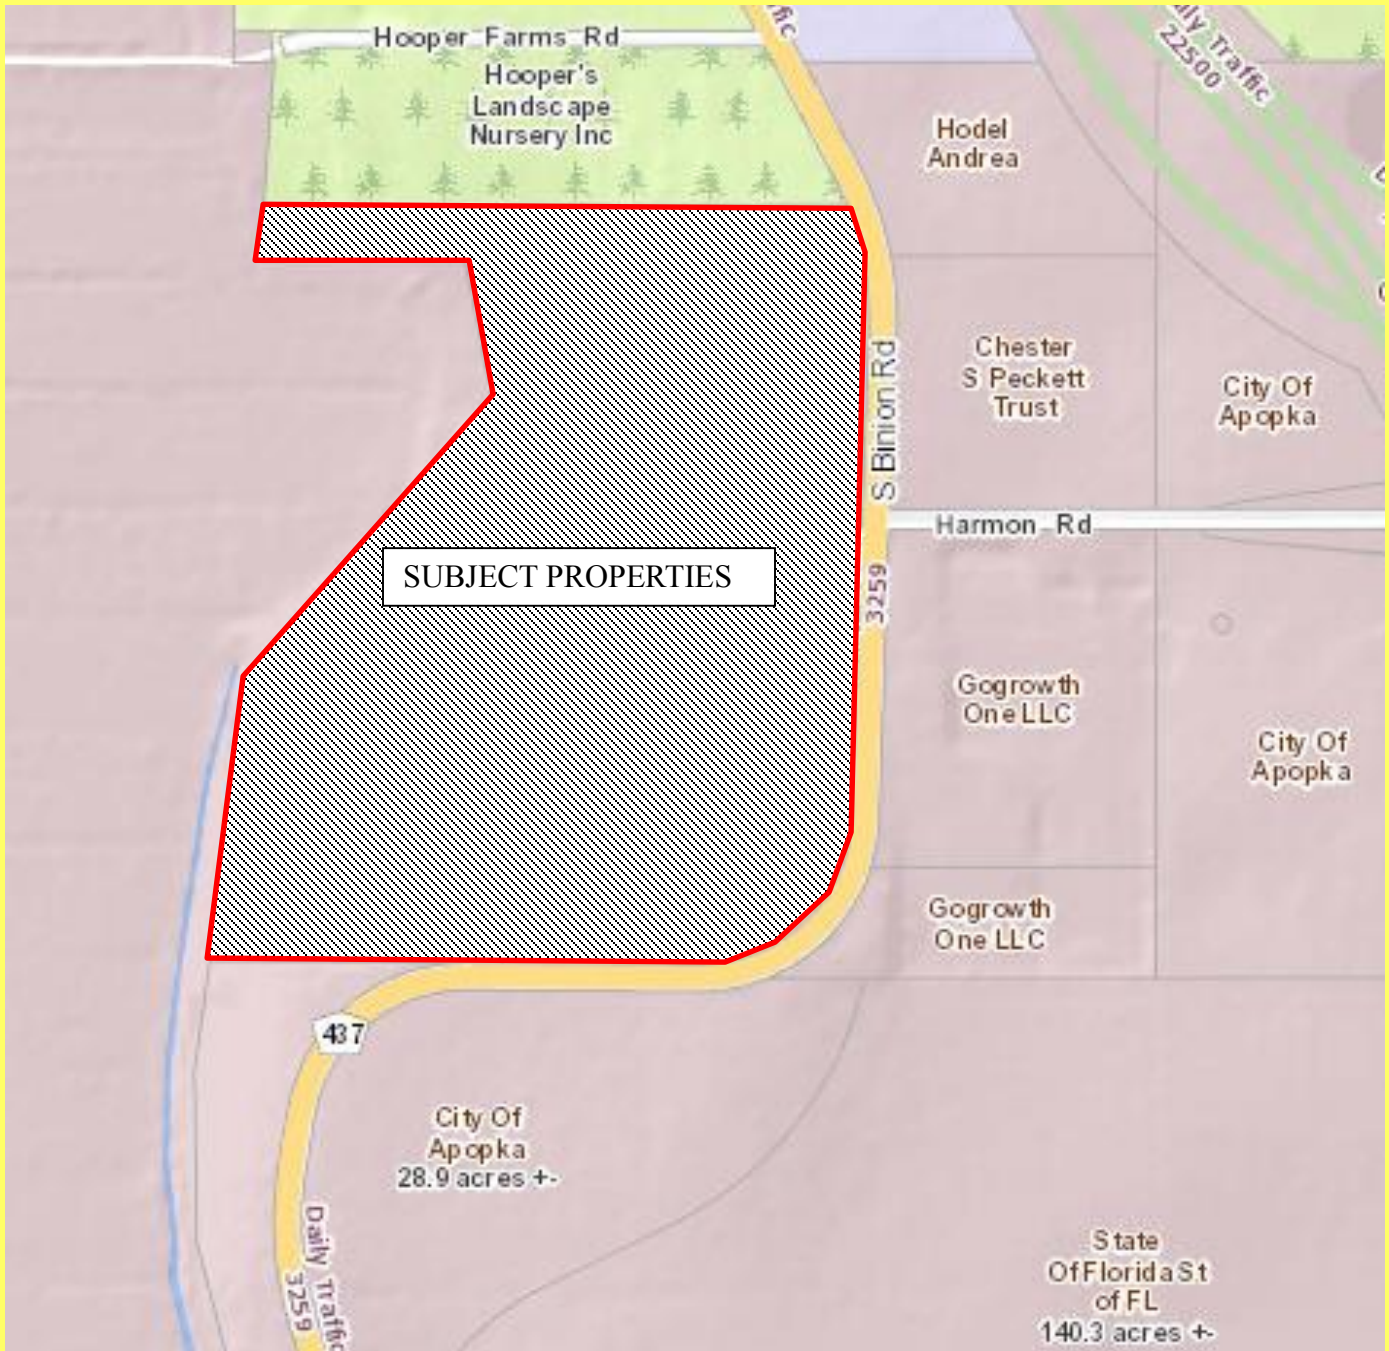 Hooper Farms Rd
Hooper's
Landscape
Nursery Inc
ffic
ily Traffic
22500
Hodel
Andrea
S Binion Rd
Chester
S Peckett
Trust
City Of
Apopka
Harmon Rd
SUBJECT PROPERTIES
3259
Gogrowth
One LLC
City Of
Apopka
Gogrowth
One LLC
437
City Of
Apopka
28.9 acres +-
Daily Traffic
3259
State
Of Florida St
of FL
140.3 acres +-